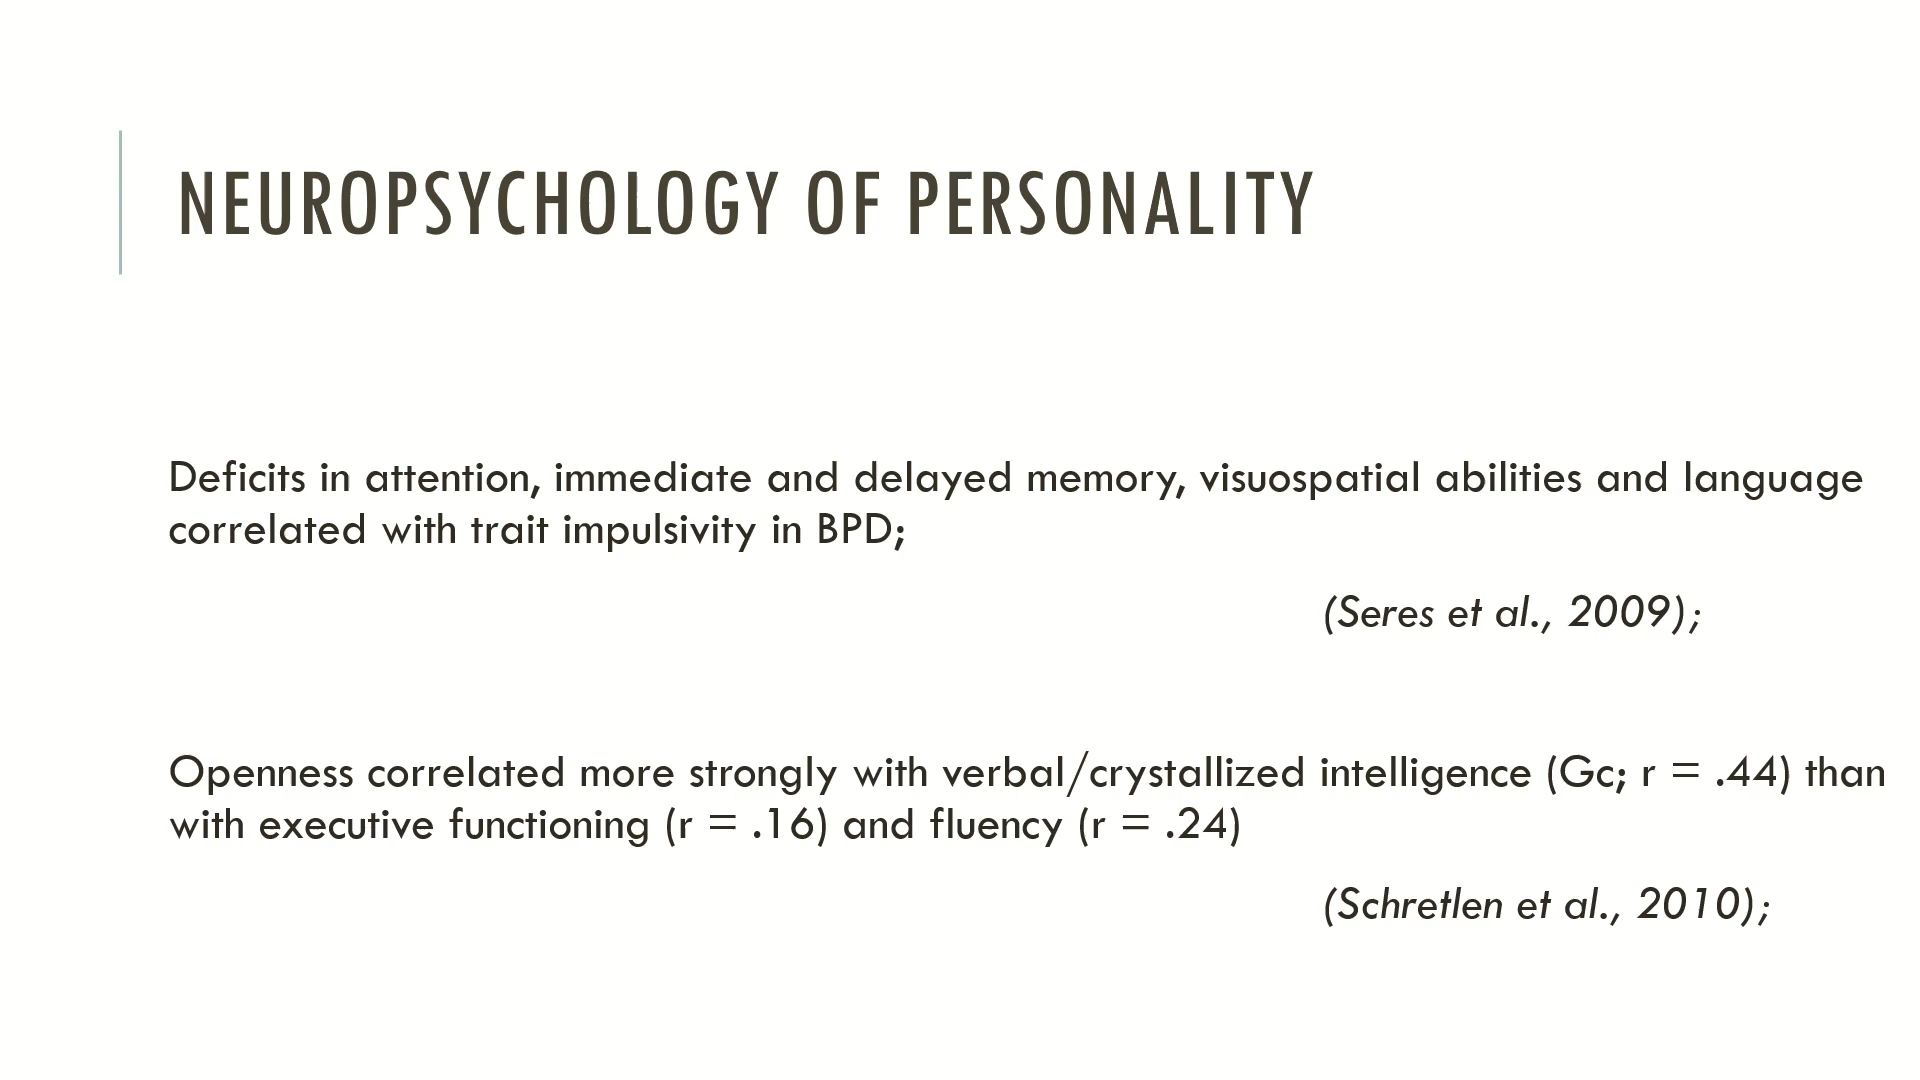 NEUROPSYCHOLOGY OF PERSONALITY
Deficits in attention, immediate and delayed memory, visuospatial abilities and language
correlated with trait impulsivity in BPD;
(Seres et al., 2009);
Openness correlated more strongly with verbal/crystallized intelligence (Gc; r = .44) than
with executive functioning (r = .16) and fluency (r = .24)
(Schretlen et al., 2010);